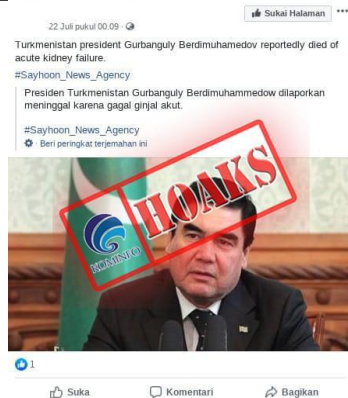 Sukai Halaman
22 Juli pukul 00.09 ·
Turkmenistan president Gurbanguly Berdimuhamedov reportedly died of
acute kidney failure.
#Sayhoon_News_Agency
Presiden Turkmenistan Gurbanguly Berdimuhammedow dilaporkan
meninggal karena gagal ginjal akut.
#Sayhoon_News_Agency
· Beri peringkat terjemahan ini
HOAKS
KOMINFO
1
Suka
Komentari
Bagikan